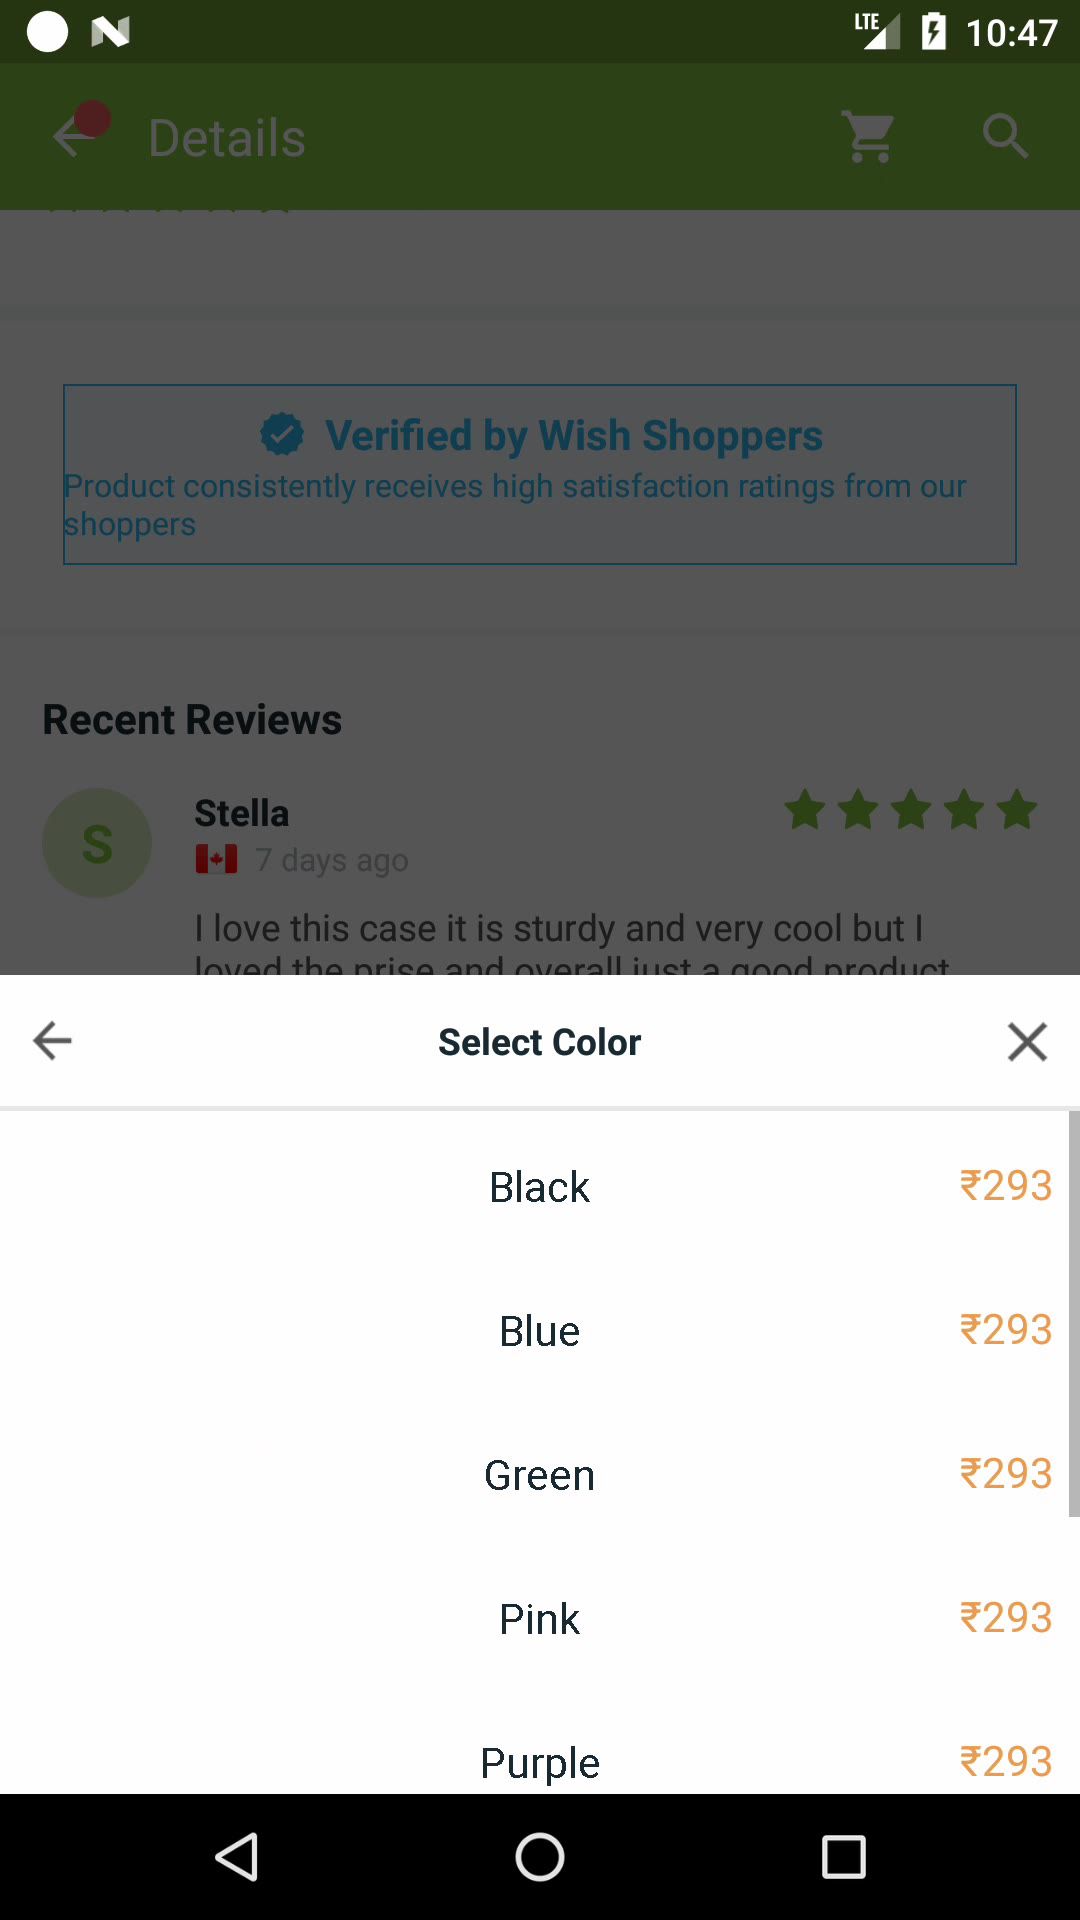 LTE 10:47
Details
Verified by Wish Shoppers
Product consistently receives high satisfaction ratings from our
shoppers
Recent Reviews
S
Stella
7 days ago
I love this case it is sturdy and very cool but I
loved the prise and overall just a good product
Select Color
Black ₹293
Blue ₹293
Green ₹293
Pink ₹293
Purple ₹293